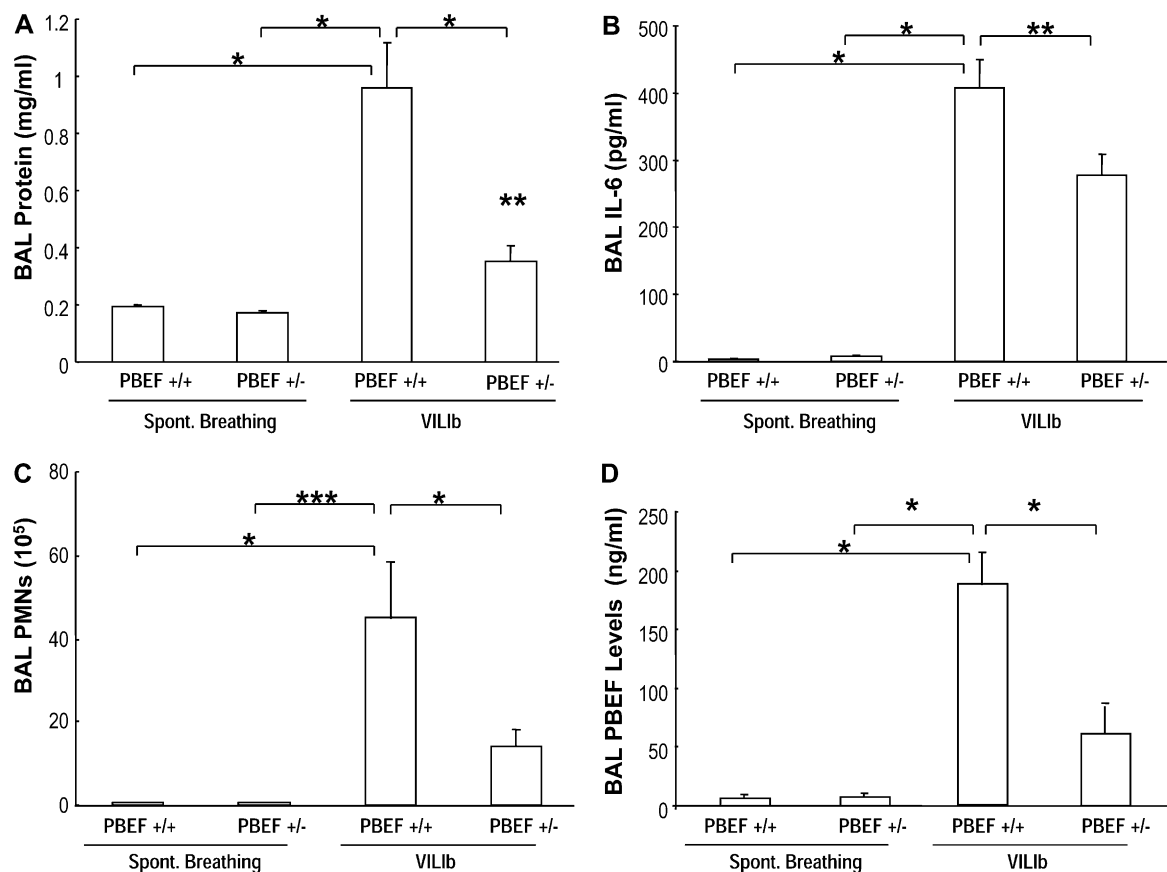 A
BAL Protein (mg/ml)
1.2
1
0.8
0.6
0.4
0.2
0
*
*
*
**
PBEF +/+
PBEF +/-
PBEF +/+
PBEF +/-
Spont. Breathing
VILIb
B
BAL IL-6 (pg/ml)
500
400
300
200
100
0
*
*
**
PBEF +/+
PBEF +/-
PBEF +/+
PBEF +/-
Spont. Breathing
VILIb
C
BAL PMNs (10⁵)
80
60
40
20
0
*
***
*
PBEF +/+
PBEF +/-
PBEF +/+
PBEF +/-
Spont. Breathing
VILIb
D
BAL PBEF Levels (ng/ml)
250
200
150
100
50
0
*
*
*
PBEF +/+
PBEF +/-
PBEF +/+
PBEF +/-
Spont. Breathing
VILIb